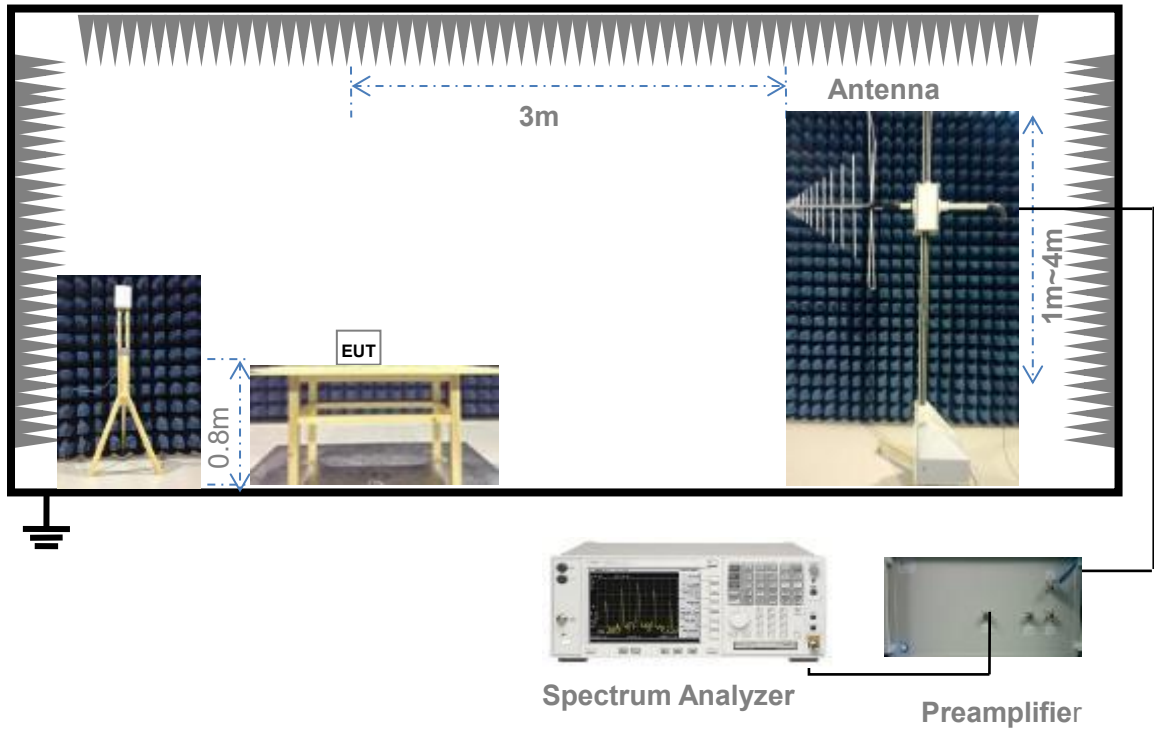 Antenna
3m
1m~4m
EUT
0.8m
Spectrum Analyzer
Preamplifier